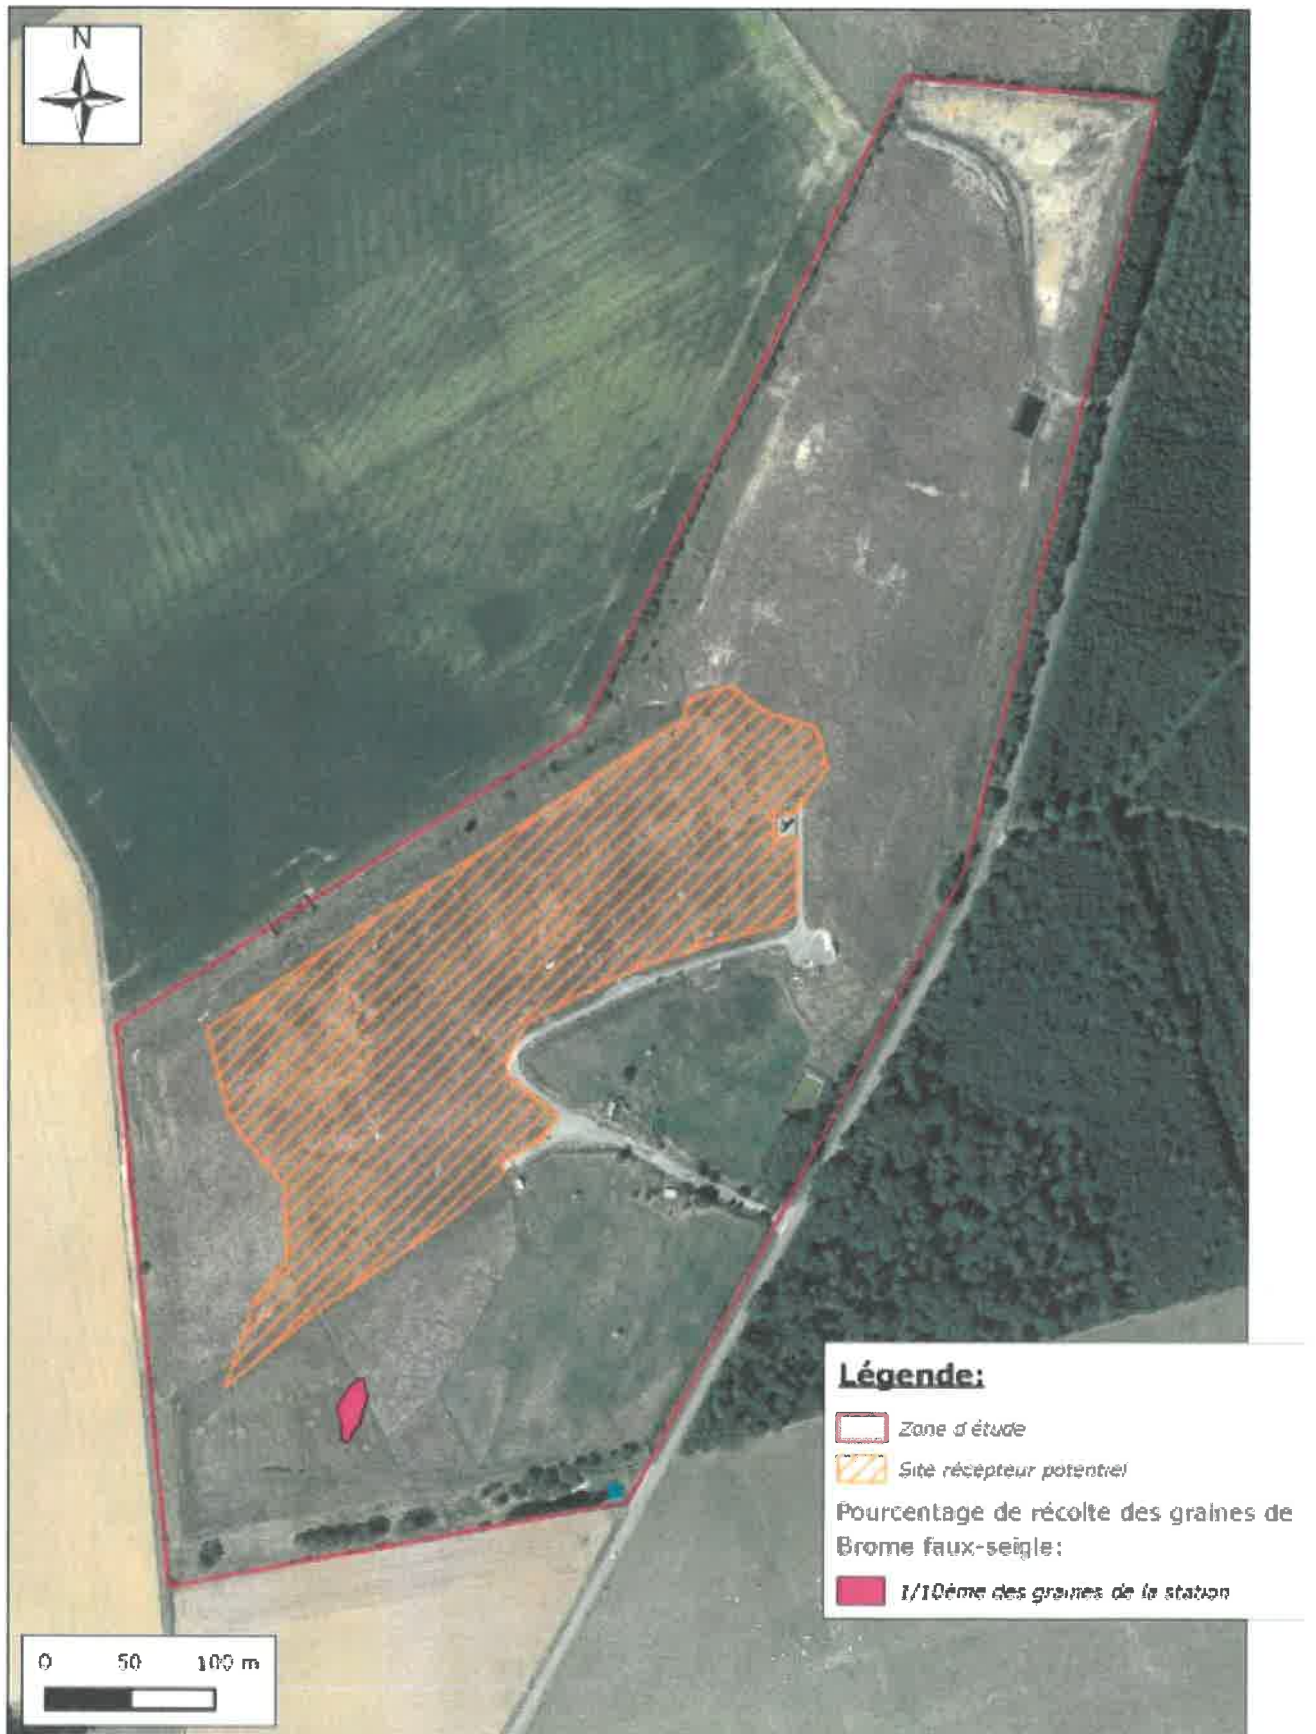 N
Légende:
Zone d'étude
Site récepteur potentiel
Pourcentage de récolte des graines de
Brome faux-seigle:
1/10ème des graines de la station
0 50 100 m